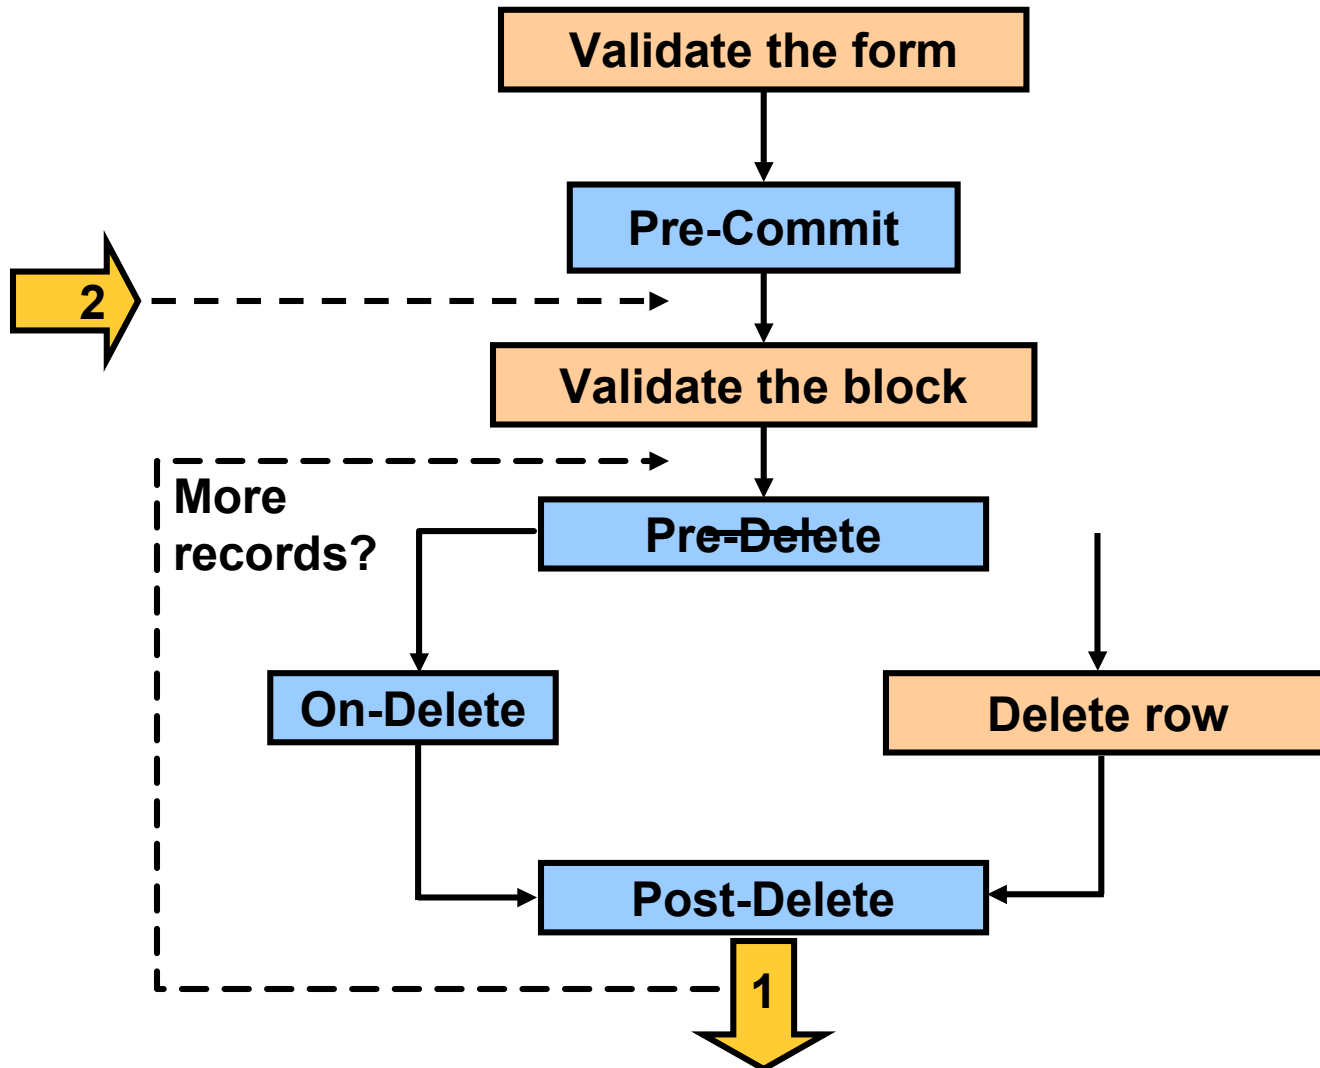 Validate the form
Pre-Commit
2
Validate the block
More
records?
Pre-Delete
On-Delete
Delete row
Post-Delete
1